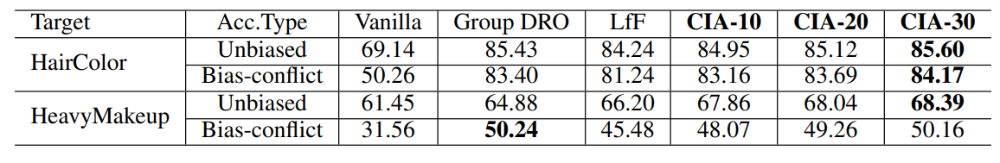 Target Acc.Type Vanilla Group DRO LfF CIA-10 CIA-20 CIA-30
HairColor Unbiased 69.14 85.43 84.24 84.95 85.12 85.60
Bias-conflict 50.26 83.40 81.24 83.16 83.69 84.17
HeavyMakeup Unbiased 61.45 64.88 66.20 67.86 68.04 68.39
Bias-conflict 31.56 50.24 45.48 48.07 49.26 50.16